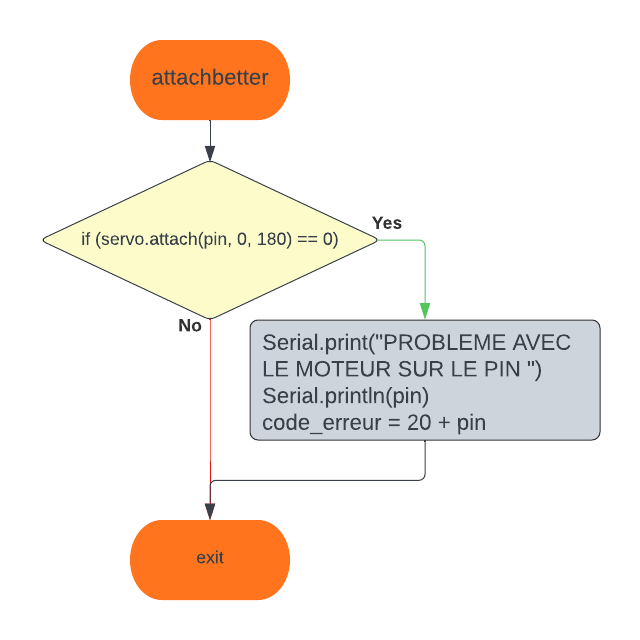 attachbetter
if (servo.attach(pin, 0, 180) == 0)
Yes
No
Serial.print("PROBLEME AVEC
LE MOTEUR SUR LE PIN ")
Serial.println(pin)
code_erreur = 20 + pin
exit